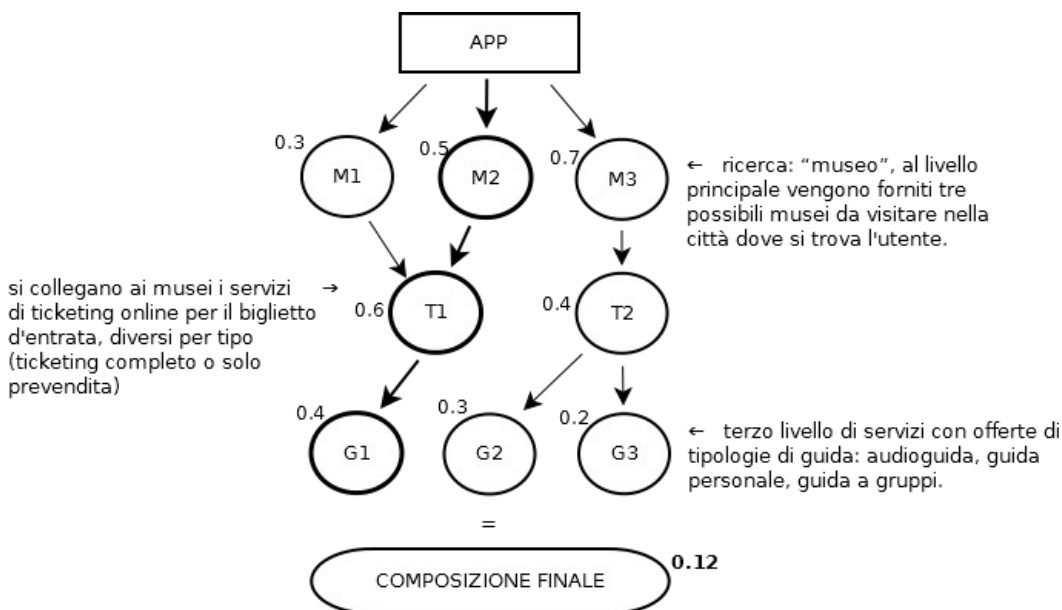 APP
0.3
0.5
0.7
M1
M2
M3
← ricerca: “museo”, al livello
principale vengono forniti tre
possibili musei da visitare nella
città dove si trova l'utente.
si collegano ai musei i servizi →
di ticketing online per il biglietto
d'entrata, diversi per tipo
(ticketing completo o solo
prevendita)
0.6
T1
0.4
T2
0.4
0.3
0.2
G1
G2
G3
← terzo livello di servizi con offerte di
tipologie di guida: audioguida, guida
personale, guida a gruppi.
=
COMPOSIZIONE FINALE
0.12